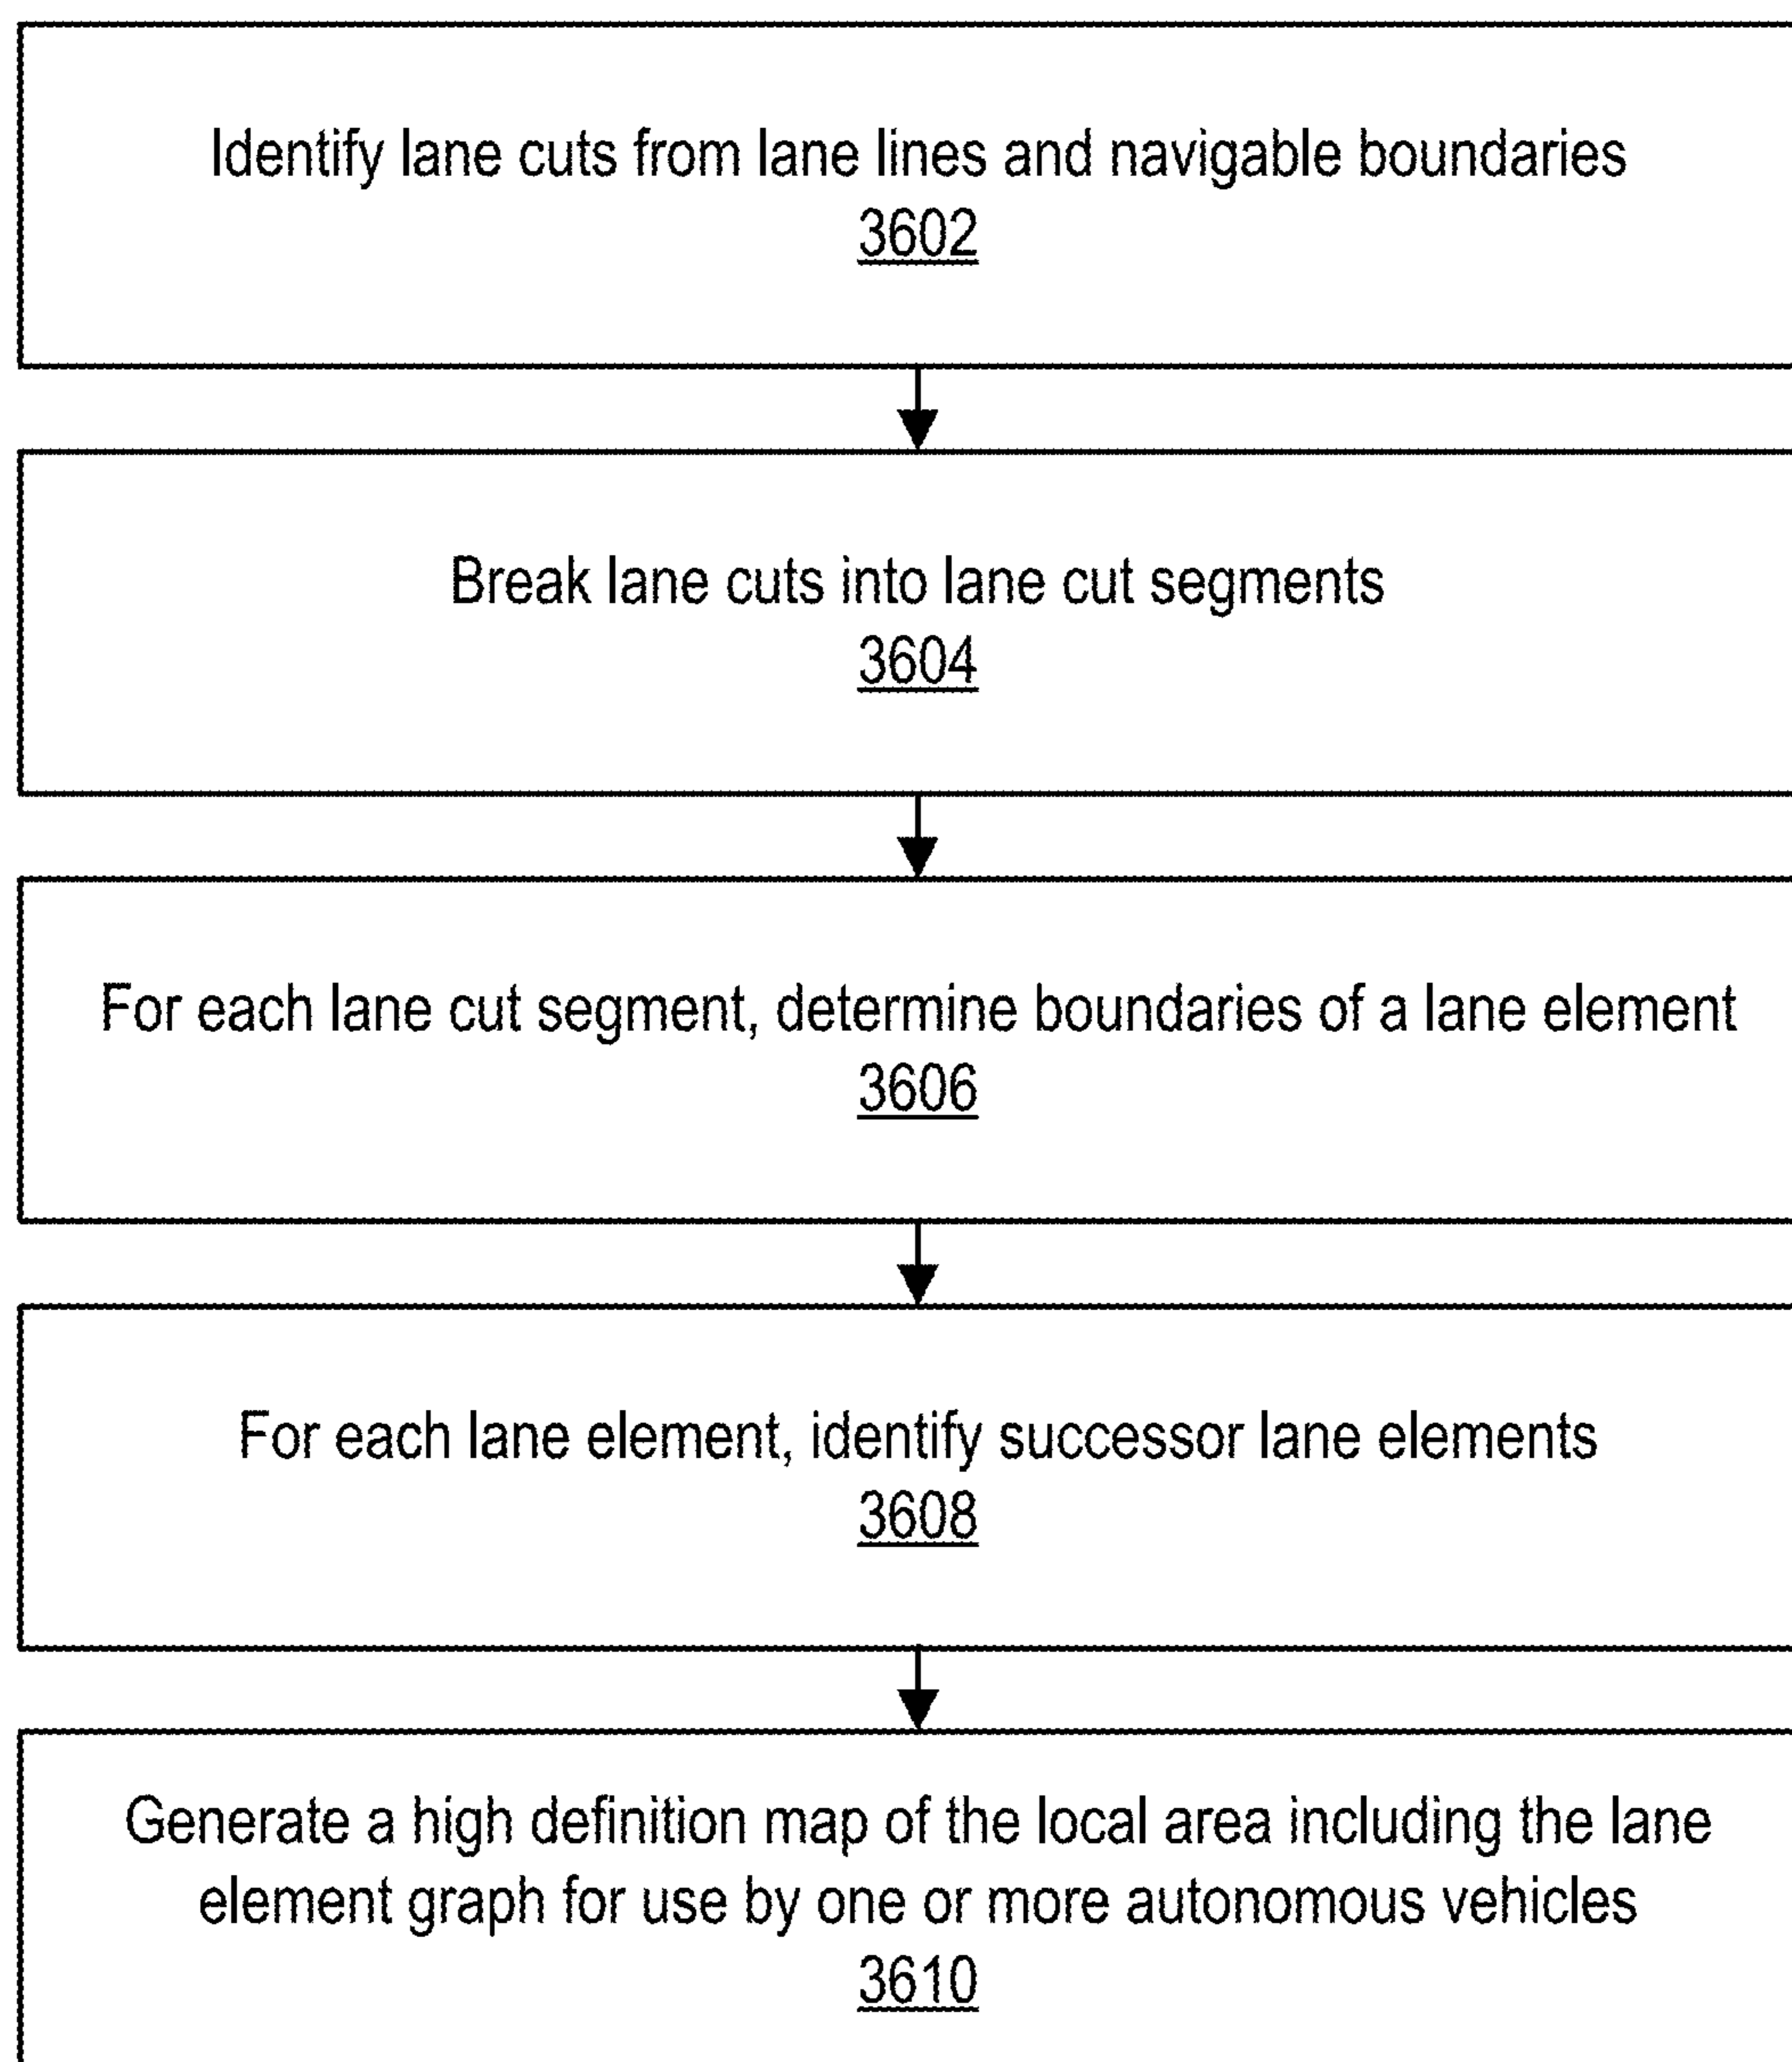 Identify lane cuts from lane lines and navigable boundaries
3602
Break lane cuts into lane cut segments
3604
For each lane cut segment, determine boundaries of a lane element
3606
For each lane element, identify successor lane elements
3608
Generate a high definition map of the local area including the lane
element graph for use by one or more autonomous vehicles
3610